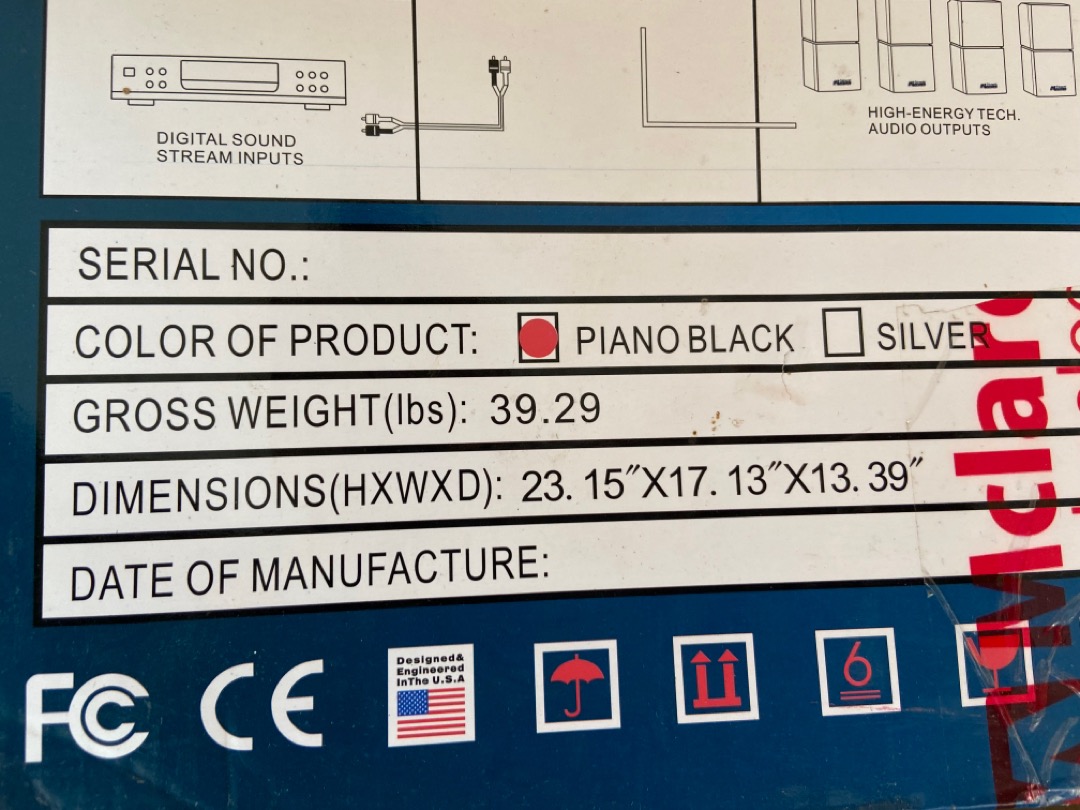 DIGITAL SOUND
STREAM INPUTS
HIGH-ENERGY TECH.
AUDIO OUTPUTS
SERIAL NO.:
COLOR OF PRODUCT: PIANO BLACK SILVER
GROSS WEIGHT(lbs): 39.29
DIMENSIONS(HXWXD): 23.15″X17.13″X13.39″
DATE OF MANUFACTURE:
FC CE
Designed&
Engineered
InThe U.S.A
6
Mclar